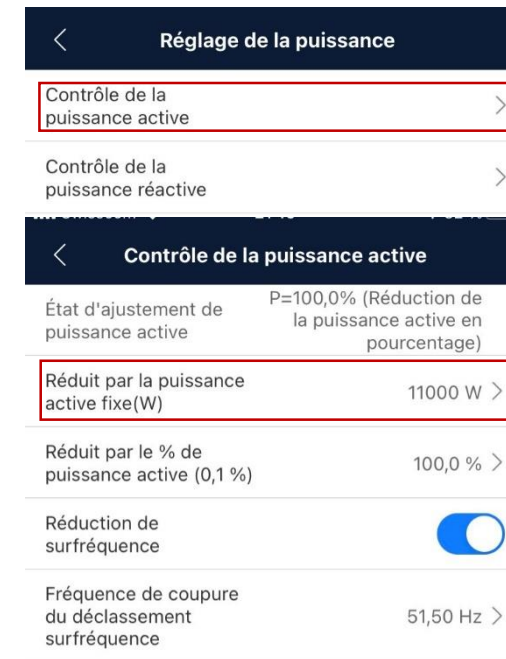 Réglage de la puissance
Contrôle de la
puissance active
Contrôle de la
puissance réactive
Contrôle de la puissance active
État d'ajustement de
puissance active
P=100,0% (Réduction de
la puissance active en
pourcentage)
Réduit par la puissance
active fixe(W)
11000 W
Réduit par le % de
puissance active (0,1 %)
100,0 %
Réduction de
surfréquence
Fréquence de coupure
du déclassement
surfréquence
51,50 Hz